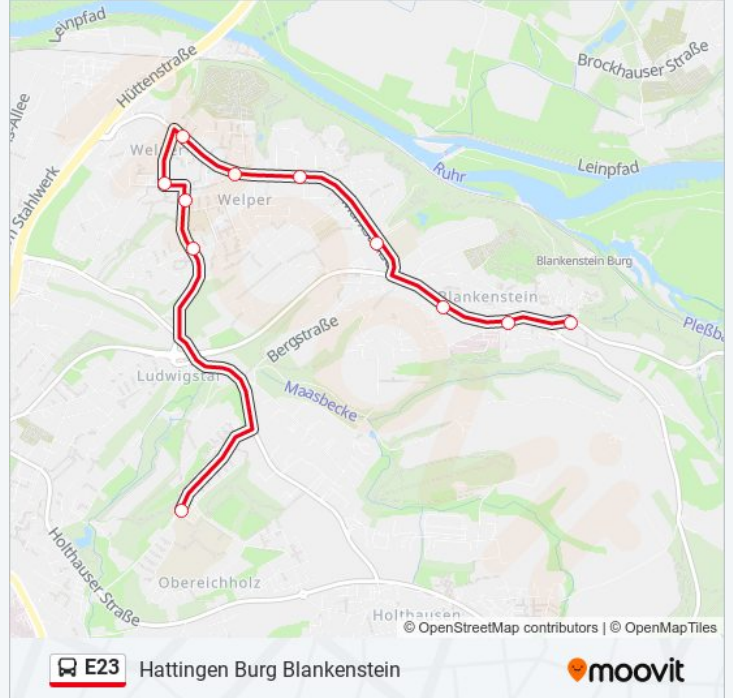 Leinpfad
Hüttenstraße
Brockhauser Straße
s-Allee
Welper
Ruhr
Leinpfad
Welper
m Stahlwerk
Blankenstein Burg
Blankenstein
Bergstraße
Pleßba
Ludwigstal
Maasbecke
Holthauser Straße
Obereichholz
Holthausen
© OpenStreetMap contributors | © OpenMapTiles
E23 Hattingen Burg Blankenstein
moovit